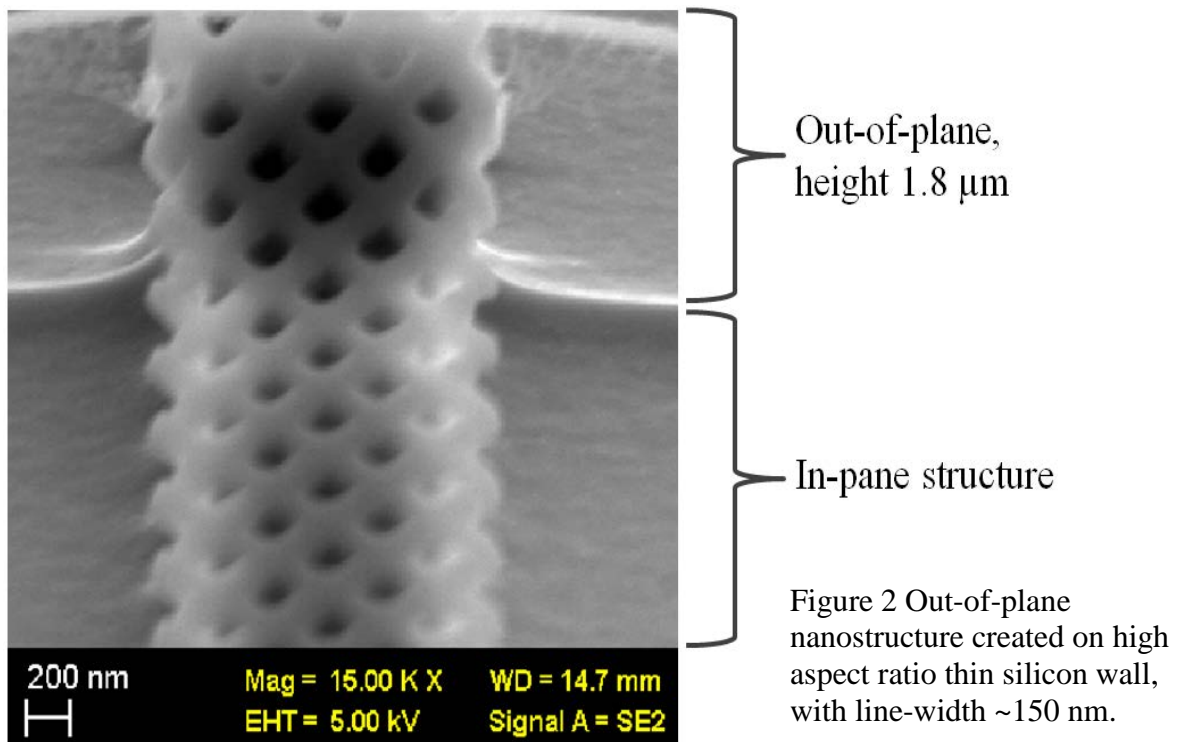 Out-of-plane,
height 1.8 µm
In-pane structure
Figure 2 Out-of-plane
nanostructure created on high
aspect ratio thin silicon wall,
with line-width ~150 nm.
200 nm
Mag = 15.00 K X
WD = 14.7 mm
EHT = 5.00 kV
Signal A = SE2